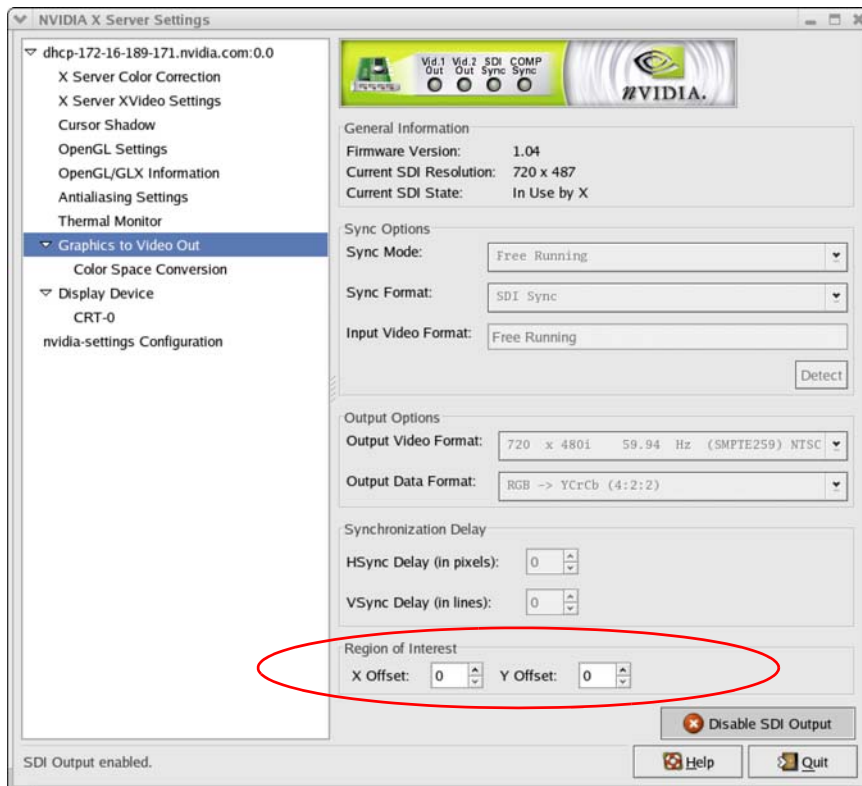 NVIDIA X Server Settings
dhcp-172-16-189-171.nvidia.com:0.0
X Server Color Correction
X Server XVideo Settings
Cursor Shadow
OpenGL Settings
OpenGL/GLX Information
Antialiasing Settings
Thermal Monitor
Graphics to Video Out
Color Space Conversion
Display Device
CRT-0
nvidia-settings Configuration
Vid.1 Vid.2 SDI COMP
Out Out Sync Sync
nVIDIA.
General Information
Firmware Version: 1.04
Current SDI Resolution: 720 x 487
Current SDI State: In Use by X
Sync Options
Sync Mode: Free Running
Sync Format: SDI Sync
Input Video Format: Free Running
Detect
Output Options
Output Video Format: 720 x 480i 59.94 Hz (SMPTE259) NTSC
Output Data Format: RGB -> YCrCb (4:2:2)
Synchronization Delay
HSync Delay (in pixels): 0
VSync Delay (in lines): 0
Region of Interest
X Offset: 0 Y Offset: 0
Disable SDI Output
SDI Output enabled.
Help Quit